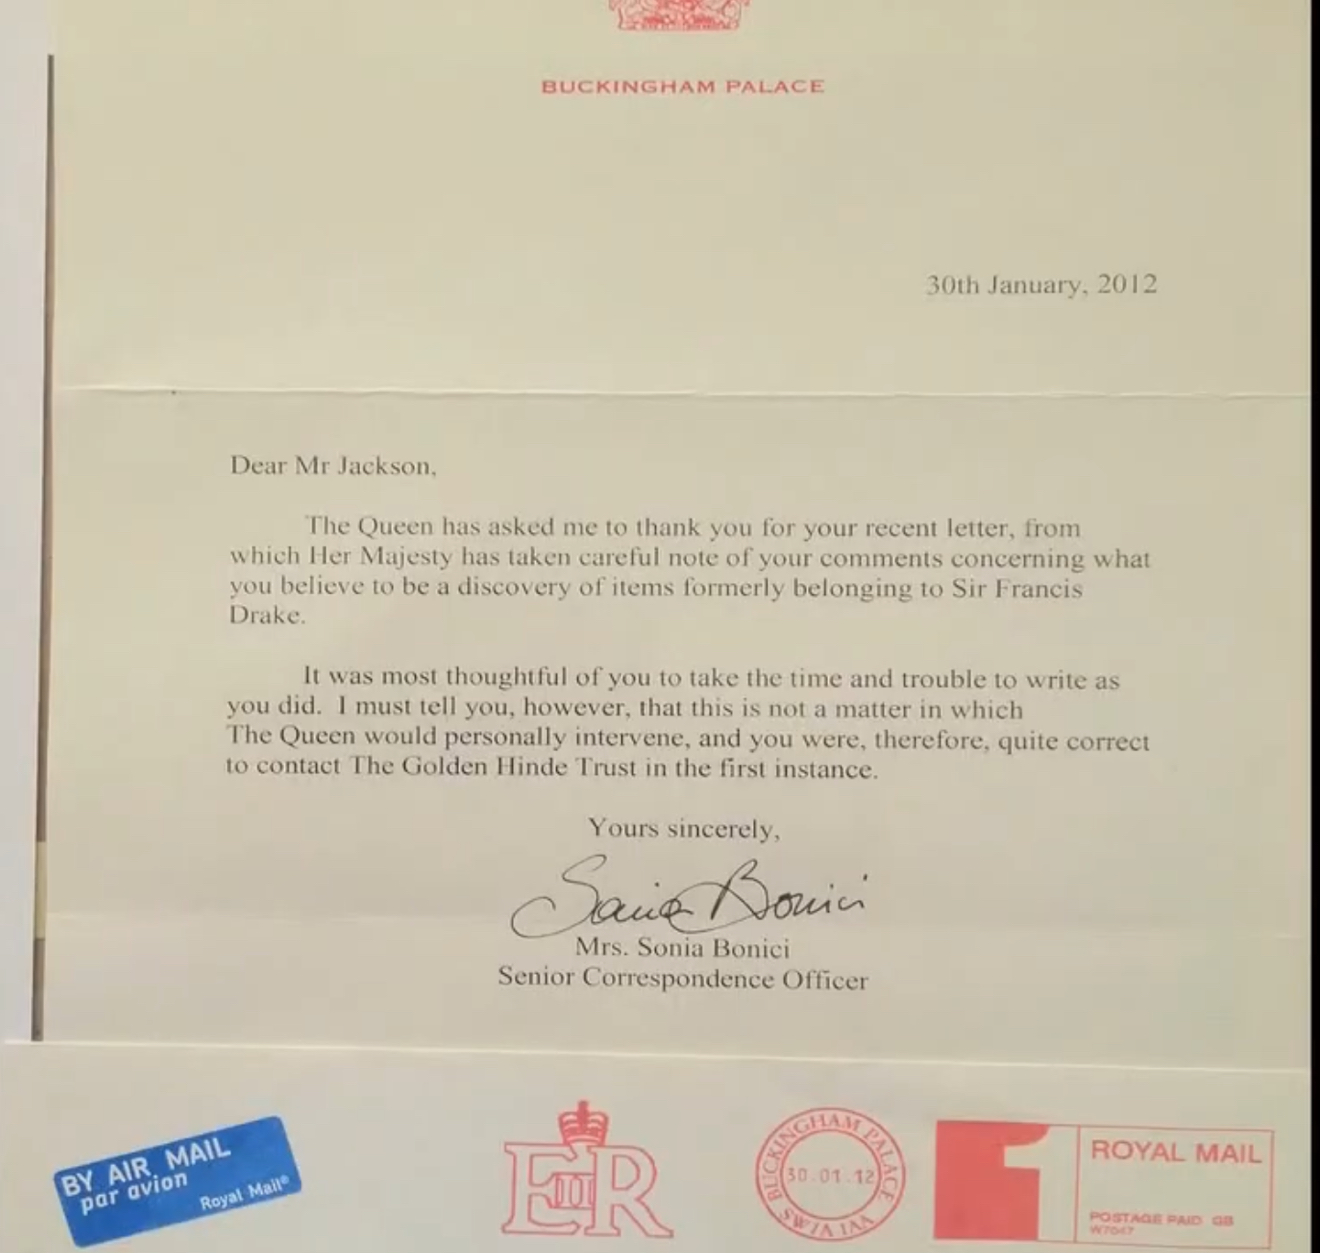 BUCKINGHAM PALACE
30th January, 2012
Dear Mr Jackson,
The Queen has asked me to thank you for your recent letter, from
which Her Majesty has taken careful note of your comments concerning what
you believe to be a discovery of items formerly belonging to Sir Francis
Drake.
It was most thoughtful of you to take the time and trouble to write as
you did. I must tell you, however, that this is not a matter in which
The Queen would personally intervene, and you were, therefore, quite correct
to contact The Golden Hinde Trust in the first instance.
Yours sincerely,
Sonia Bonici
Mrs. Sonia Bonici
Senior Correspondence Officer
BY AIR MAIL
par avion
Royal Mail®
EIIR
BUCKINGHAM PALACE
30.01.12
SW1A 1AA
1
ROYAL MAIL
POSTAGE PAID GB
W7047